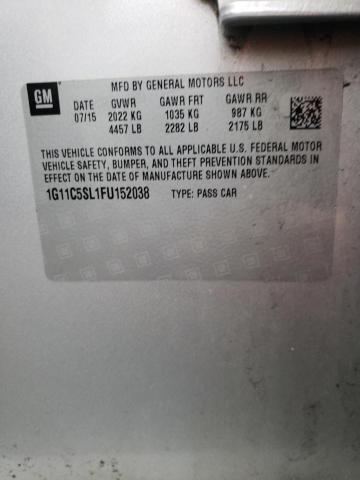 GM
MFD BY GENERAL MOTORS LLC
07/15 GVWR GAWR FRT GAWR RR
2022 KG 1035 KG 987 KG
4457 LB 2282 LB 2175 LB
THIS VEHICLE CONFORMS TO ALL APPLICABLE U.S. FEDERAL MOTOR
VEHICLE SAFETY, BUMPER, AND THEFT PREVENTION STANDARDS IN
EFFECT ON THE DATE OF MANUFACTURE SHOWN ABOVE.
1G11C5SL1FU152038 TYPE: PASS CAR